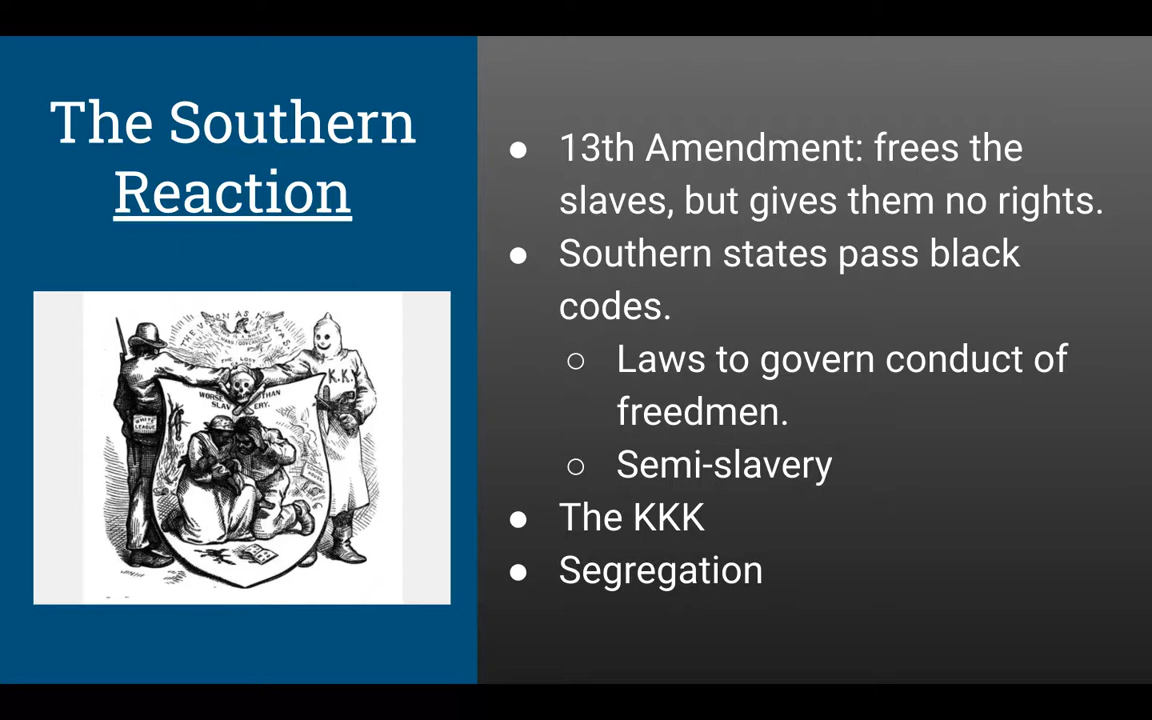 The Southern
Reaction
● 13th Amendment: frees the
slaves, but gives them no rights.
● Southern states pass black
codes.
○ Laws to govern conduct of
freedmen.
○ Semi-slavery
● The KKK
● Segregation
THE UNION AS IT WAS.
THE LOST
K.K.
WORSE THAN
SLAVERY.
WHITE
LEAGUE